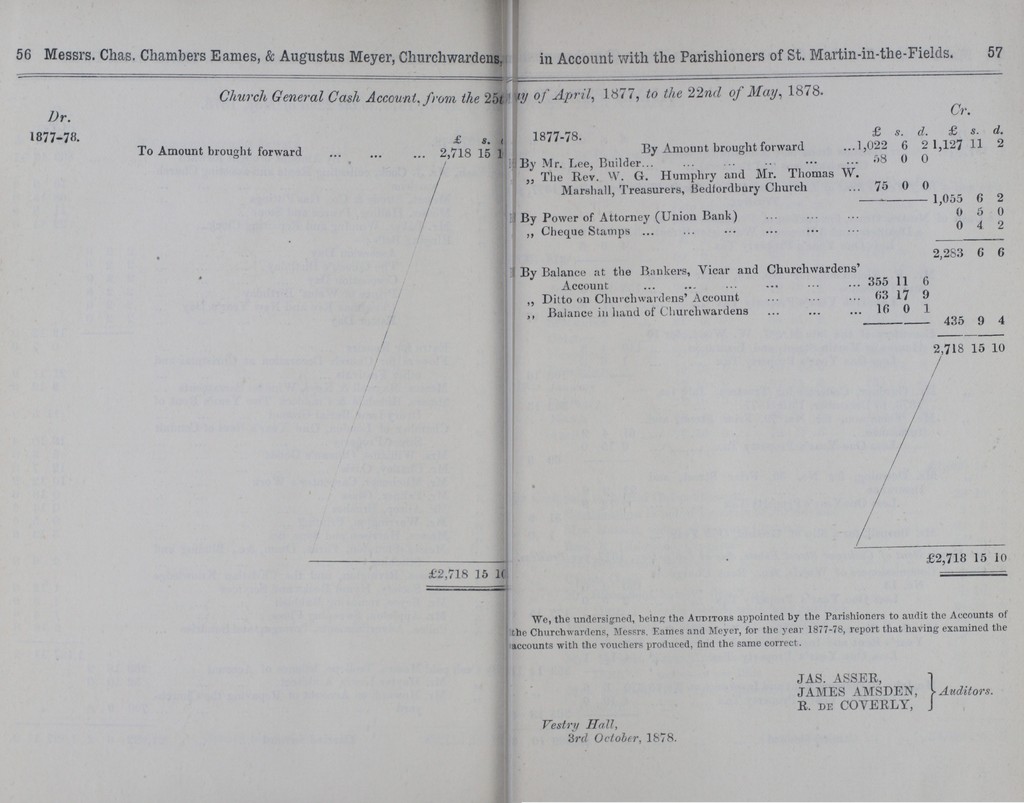 56 Messrs. Chas. Chambers Eames, & Augustus Meyer, Churchwardens, in Account with the Parishioners of St. Martin-in-the-Fields. 57
Church General Cash Account, from the 25t ay of April, 1877, to the 22nd of May, 1878.
Dr.
1877-78.
£ s.
To Amount brought forward ... ... ... 2,718 15 1
£2,718 15 10
Cr.
1877-78. £ s. d. £ s. d.
By Amount brought forward ...1,022 6 2 1,127 11 2
By Mr. Lee, Builder... ... ... ... ... ... 58 0 0
„ The Rev. W. G. Humphry and Mr. Thomas W.
Marshall, Treasurers, Bedfordbury Church ... 75 0 0
1,055 6 2
By Power of Attorney (Union Bank) ... ... ... 0 5 0
„ Cheque Stamps ... ... ... ... ... ... 0 4 2
2,283 6 6
By Balance at the Bankers, Vicar and Churchwardens'
Account ... ... ... ... ... ... 355 11 6
„ Ditto on Churchwardens' Account ... ... ... 63 17 9
„ Balance in hand of Churchwardens ... ... ... 16 0 1
435 9 4
2,718 15 10
£2,718 15 10
We, the undersigned, being the AUDITORS appointed by the Parishioners to audit the Accounts of
the Churchwardens, Messrs. Eames and Meyer, for the year 1877-78, report that having examined the
accounts with the vouchers produced, find the same correct.
JAS. ASSER,
JAMES AMSDEN, } Auditors.
R. DE COVERLY,
Vestry Hall,
3rd October, 1878.